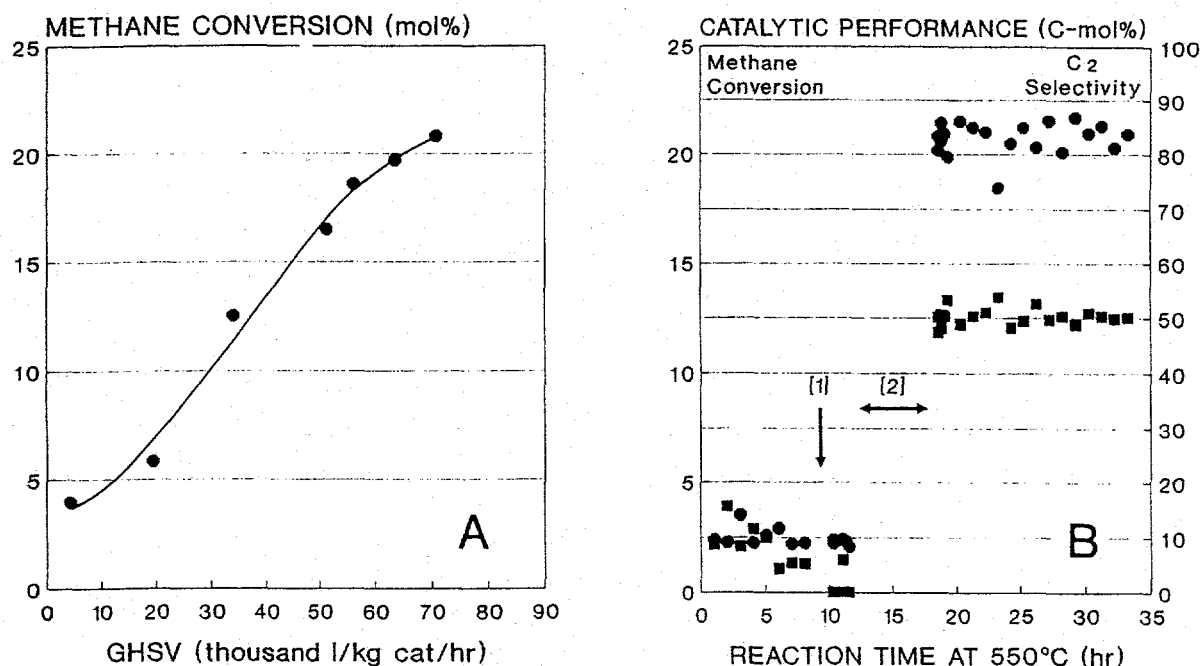 METHANE CONVERSION (mol%)
25
20
15
10
5
0
0 10 20 30 40 50 60 70 80 90
GHSV (thousand l/kg cat/hr)
A
CATALYTIC PERFORMANCE (C-mol%)
Methane
Conversion
C2
Selectivity
25
20
15
10
5
0
100
90
80
70
60
50
40
30
20
10
0
[1]
[2]
B
0 5 10 15 20 25 30 35
REACTION TIME AT 550°C (hr)